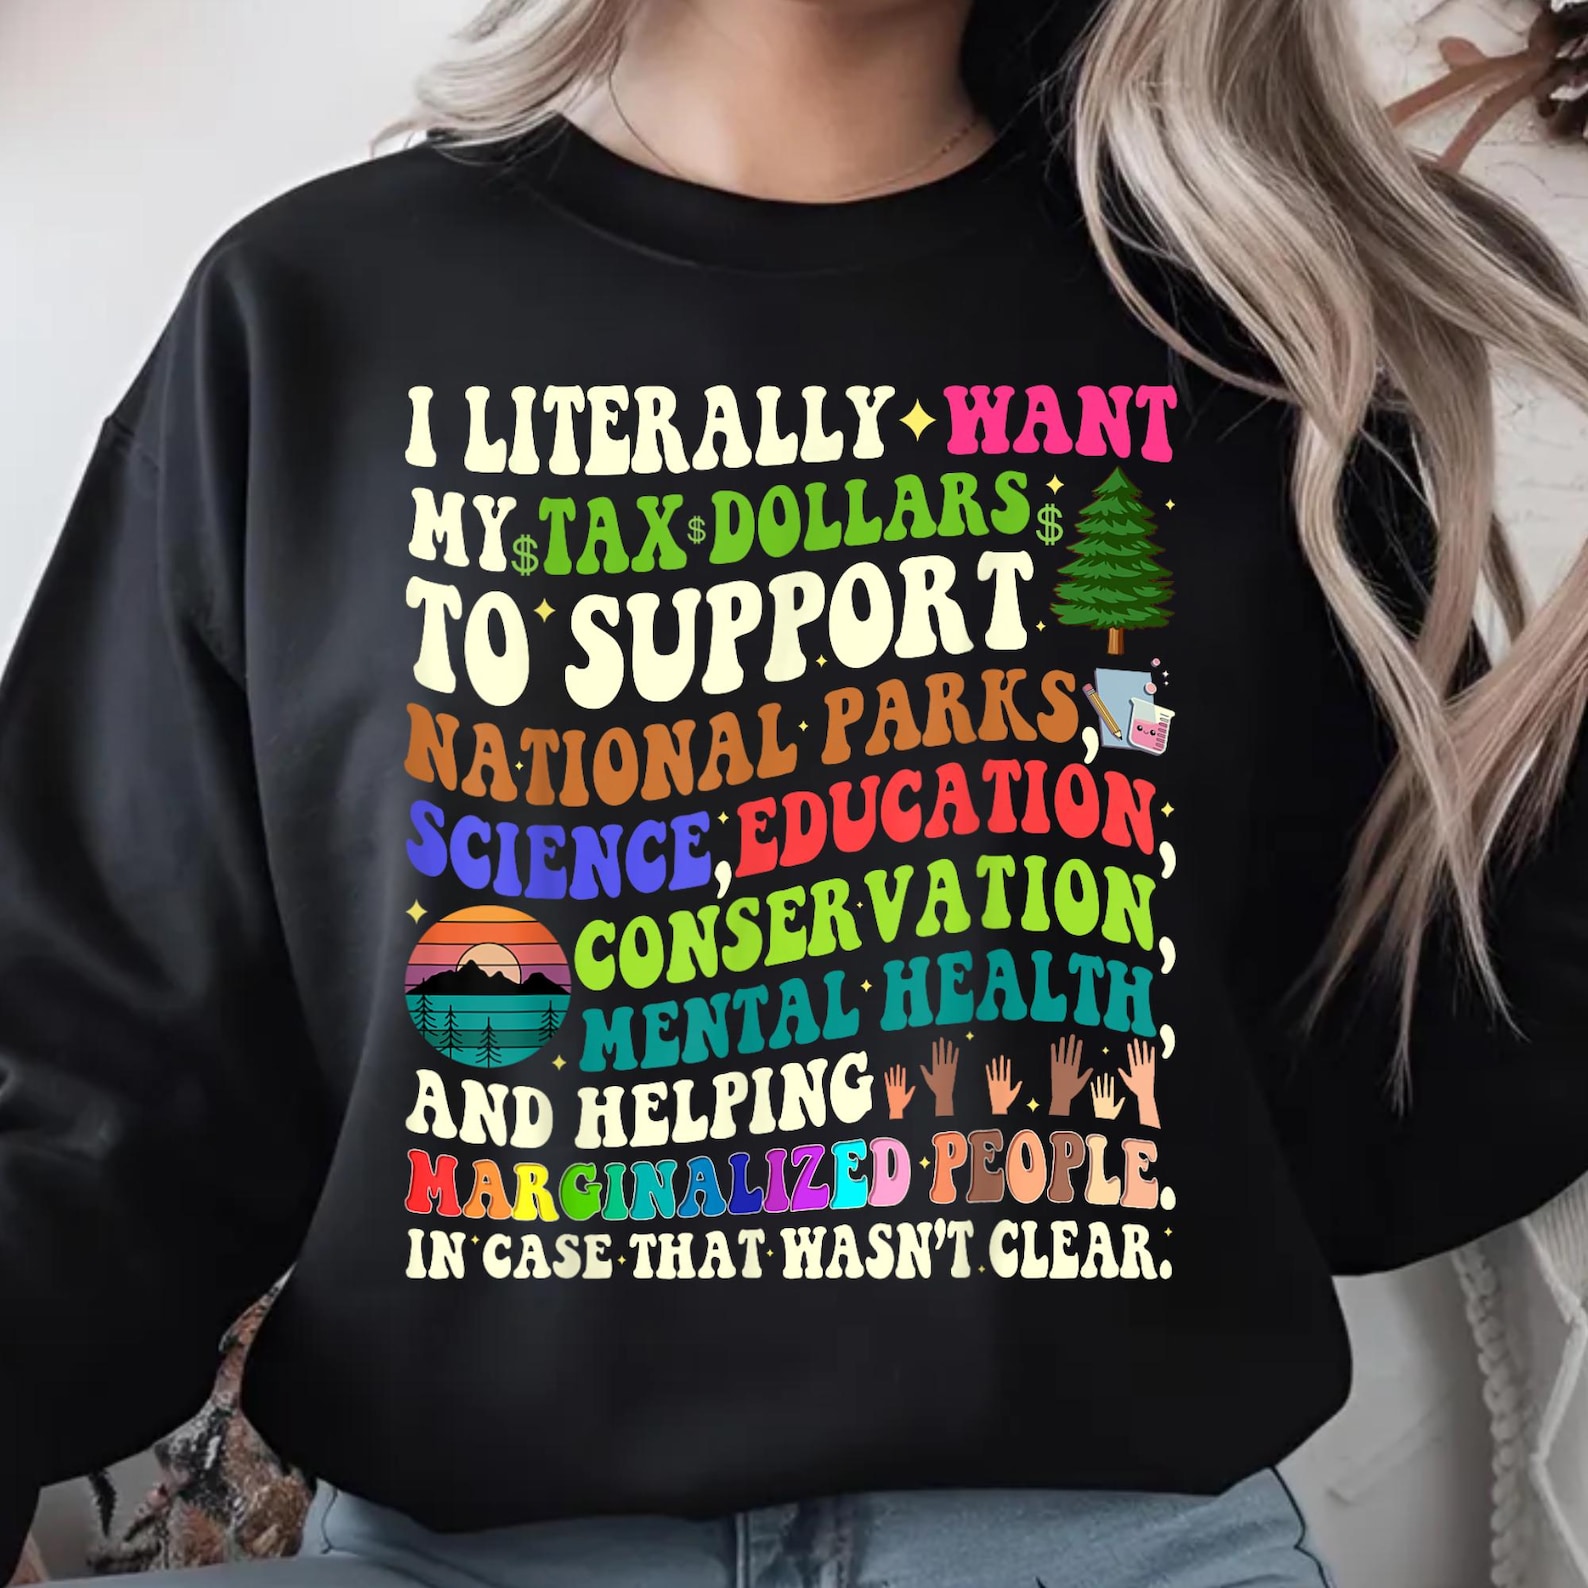 I LITERALLY WANT
MY $ TAX $ DOLLARS $
TO SUPPORT
NATIONAL PARKS,
SCIENCE, EDUCATION,
CONSERVATION,
MENTAL HEALTH,
AND HELPING
MARGINALIZED PEOPLE.
IN CASE THAT WASN'T CLEAR.